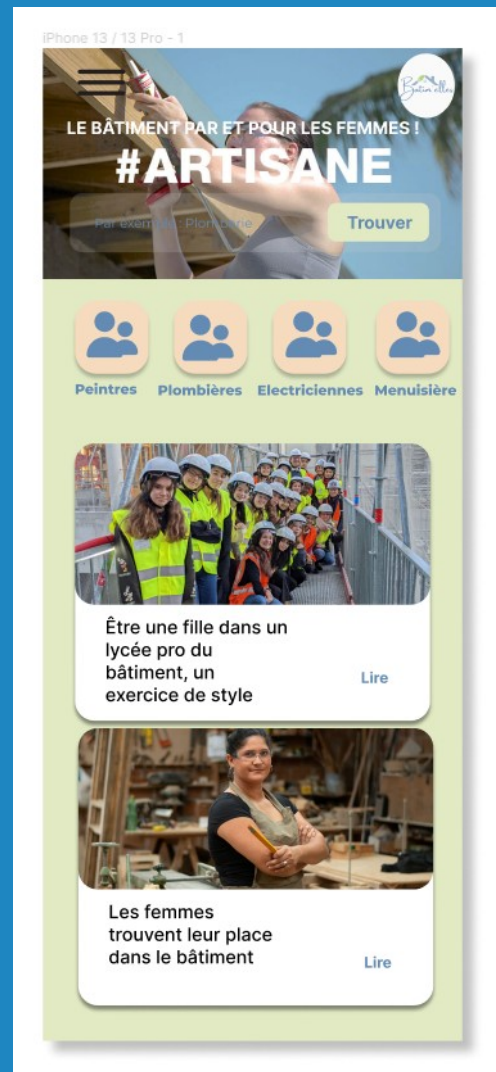 iPhone 13 / 13 Pro - 1
Bâtim'elles
LE BÂTIMENT PAR ET POUR LES FEMMES !
#ARTISANE
Par exemple : Plomberie
Trouver
Peintres Plombières Electriciennes Menuisière
Être une fille dans un
lycée pro du
bâtiment, un
exercice de style
Lire
Les femmes
trouvent leur place
dans le bâtiment
Lire